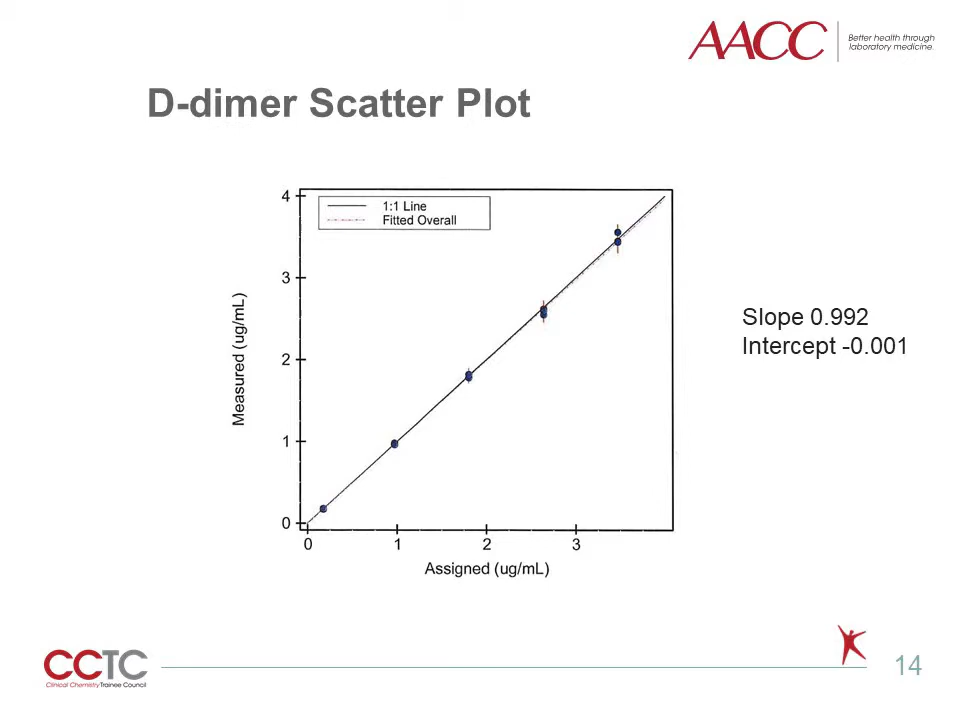 AACC
Better health through
laboratory medicine.
D-dimer Scatter Plot
4
1:1 Line
Fitted Overall
3
2
1
0
Measured (ug/mL)
0 1 2 3
Assigned (ug/mL)
Slope 0.992
Intercept -0.001
CCTC
Clinical Chemistry Trainee Council
14